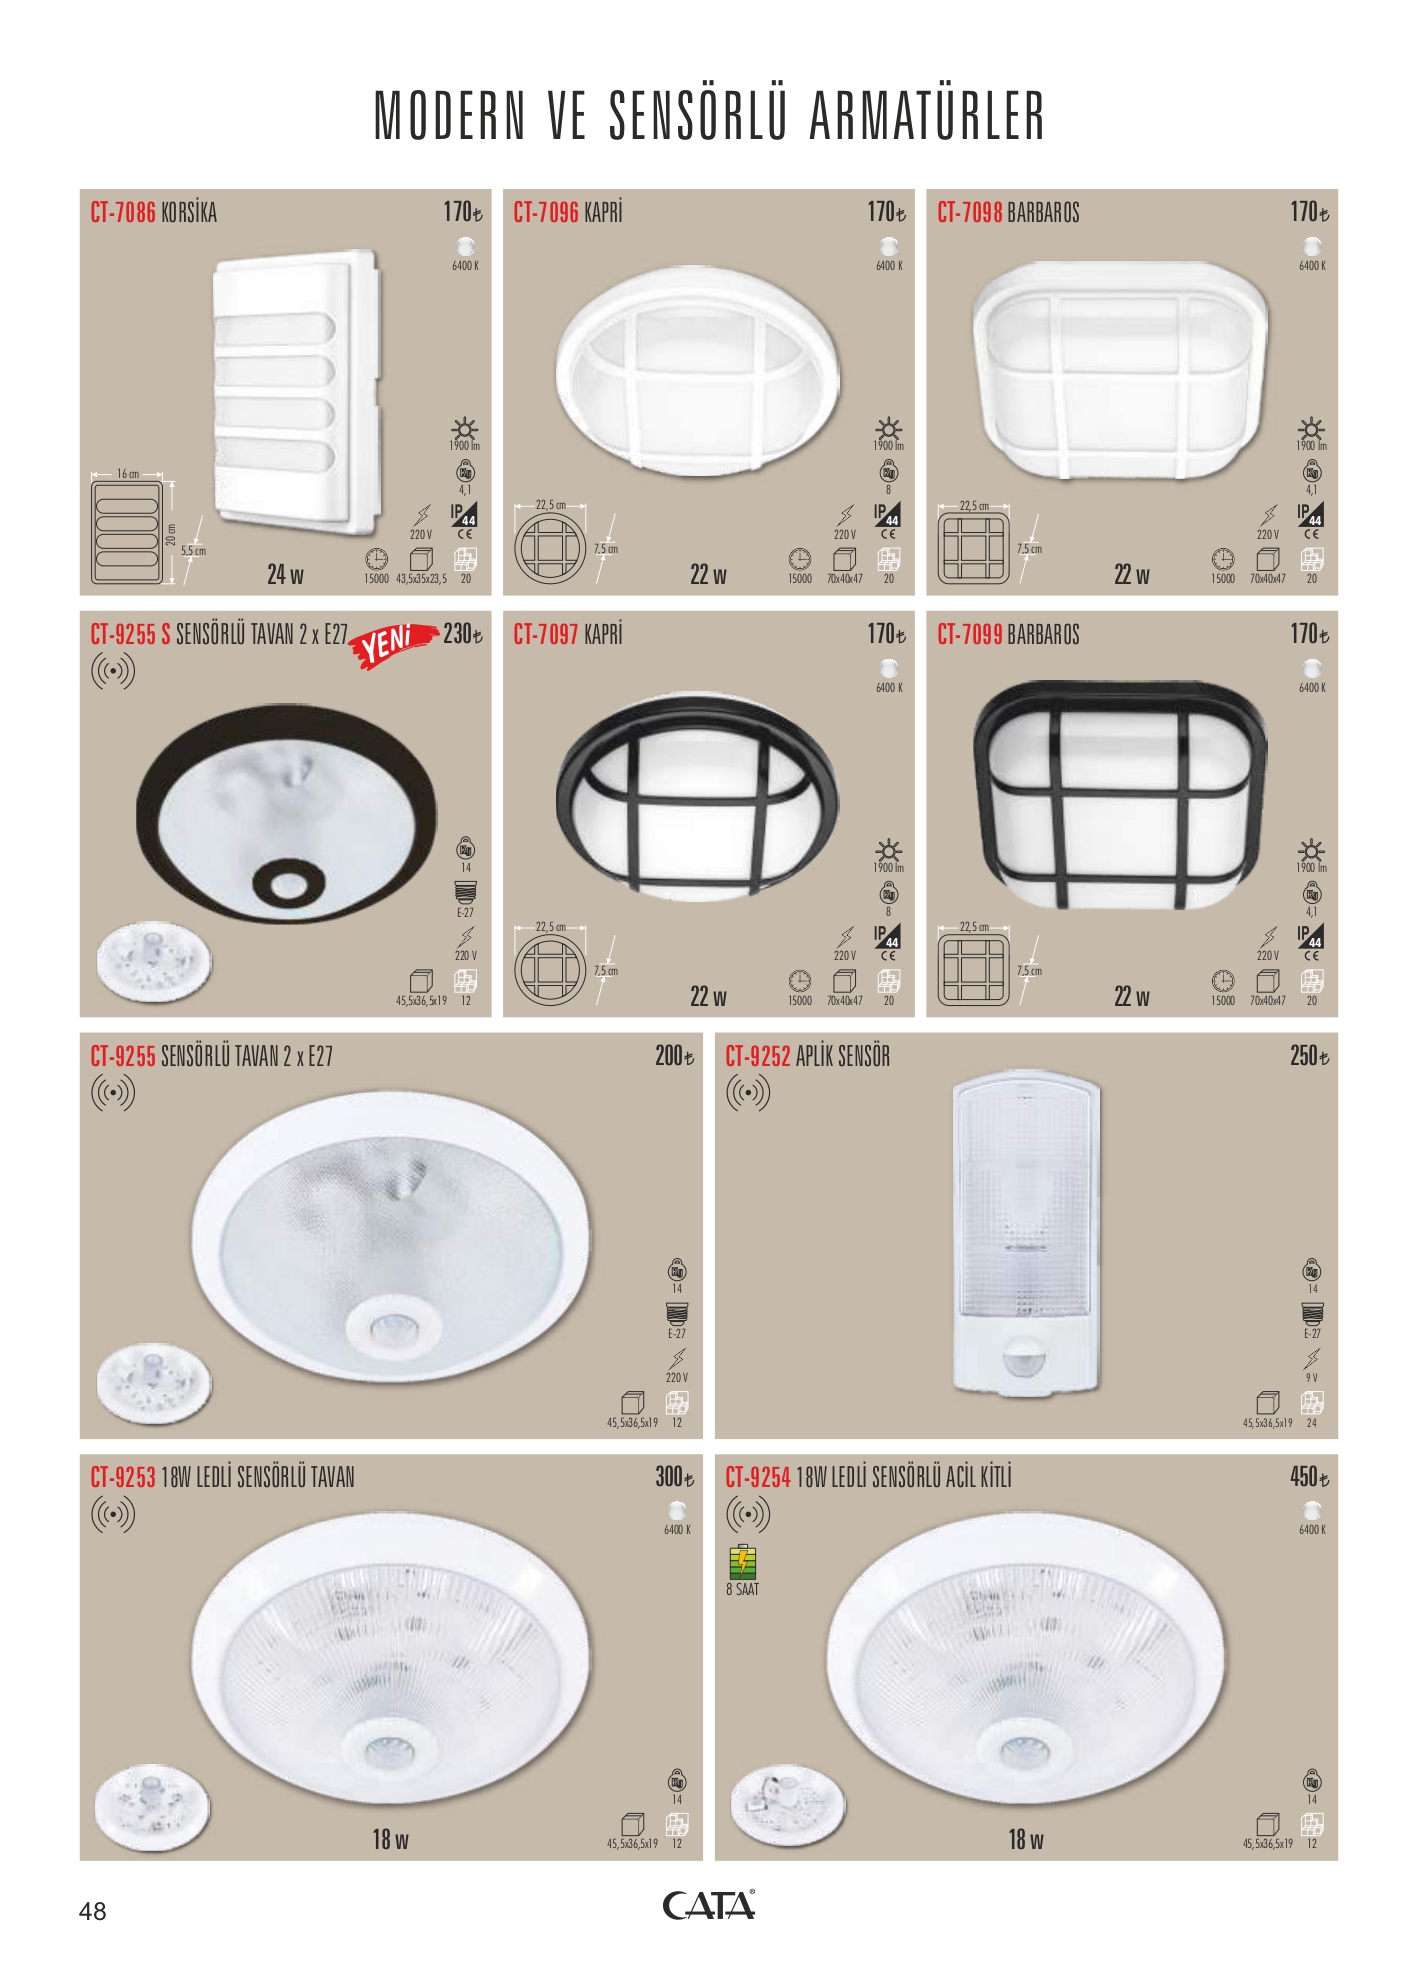 MODERN VE SENSÖRLÜ ARMATÜRLER
CT-7086 KORSİKA 170₺
6400 K
1900 lm
Kg
4,1
16 cm
20 cm
5,5 cm
IP 44
CE
220 V
24 w
15000 43,5x35x23,5 20
CT-7096 KAPRİ 170₺
6400 K
1900 lm
Kg
8
22,5 cm
7,5 cm
IP 44
CE
220 V
22 w
15000 70x40x47 20
CT-7098 BARBAROS 170₺
6400 K
1900 lm
Kg
4,1
22,5 cm
7,5 cm
IP 44
CE
220 V
22 w
15000 70x40x47 20
CT-9255 S SENSÖRLÜ TAVAN 2 x E27 YENİ 230₺
Kg
14
E-27
220 V
45,5x36,5x19 12
CT-7097 KAPRİ 170₺
6400 K
1900 lm
Kg
8
22,5 cm
7,5 cm
IP 44
CE
220 V
22 w
15000 70x40x47 20
CT-7099 BARBAROS 170₺
6400 K
1900 lm
Kg
4,1
22,5 cm
7,5 cm
IP 44
CE
220 V
22 w
15000 70x40x47 20
CT-9255 SENSÖRLÜ TAVAN 2 x E27 200₺
Kg
14
E-27
220 V
45,5x36,5x19 12
CT-9252 APLİK SENSÖR 250₺
Kg
14
E-27
9 V
45,5x36,5x19 24
CT-9253 18W LEDLİ SENSÖRLÜ TAVAN 300₺
6400 K
Kg
14
18 w
45,5x36,5x19 12
CT-9254 18W LEDLİ SENSÖRLÜ ACİL KİTLİ 450₺
6400 K
8 SAAT
Kg
14
18 w
45,5x36,5x19 12
48
CATA®